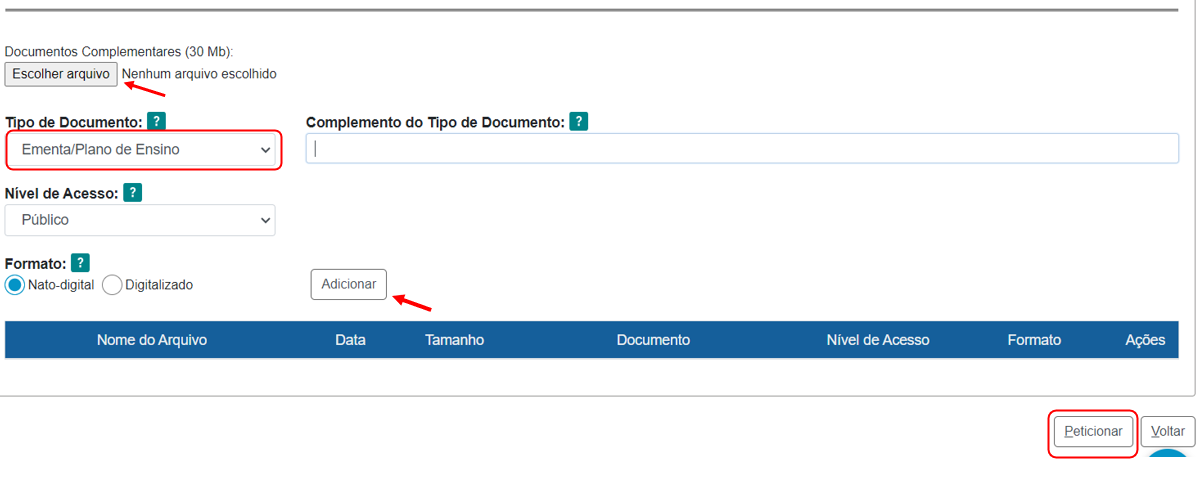 Documentos Complementares (30 Mb):
Escolher arquivo Nenhum arquivo escolhido
Tipo de Documento: ? Complemento do Tipo de Documento: ?
Ementa/Plano de Ensino
Nível de Acesso: ?
Público
Formato: ?
Nato-digital Digitalizado Adicionar
Nome do Arquivo Data Tamanho Documento Nível de Acesso Formato Ações
Peticionar Voltar